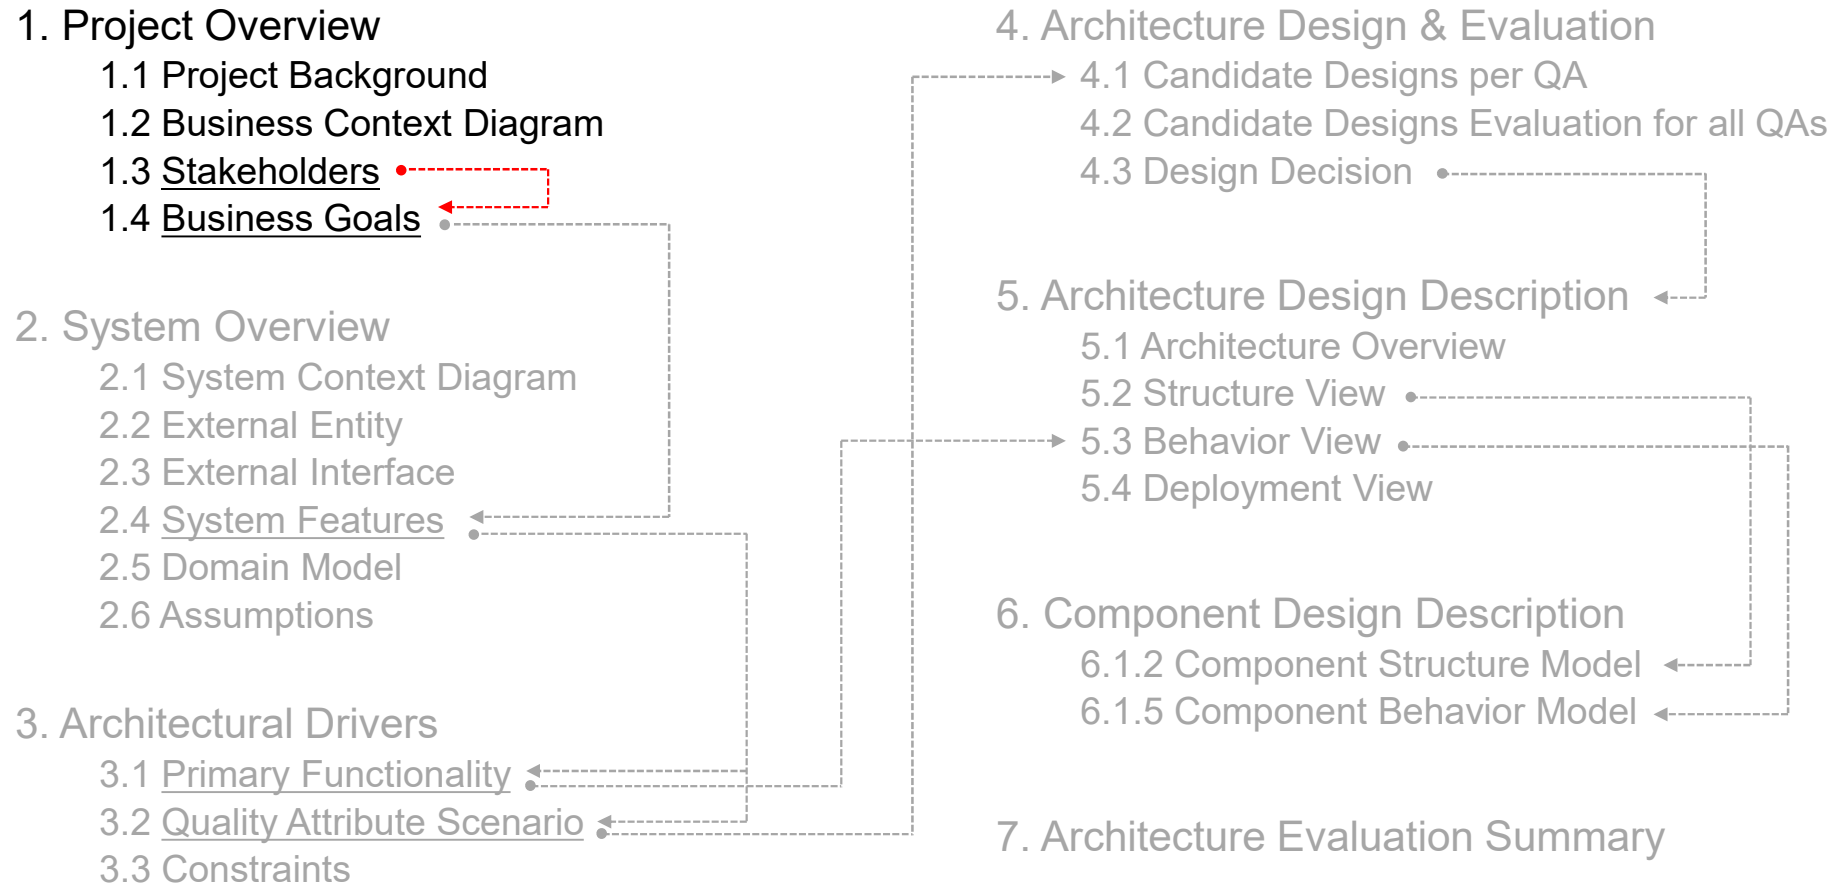 1. Project Overview
1.1 Project Background
1.2 Business Context Diagram
1.3 Stakeholders
1.4 Business Goals
2. System Overview
2.1 System Context Diagram
2.2 External Entity
2.3 External Interface
2.4 System Features
2.5 Domain Model
2.6 Assumptions
3. Architectural Drivers
3.1 Primary Functionality
3.2 Quality Attribute Scenario
3.3 Constraints
4. Architecture Design & Evaluation
4.1 Candidate Designs per QA
4.2 Candidate Designs Evaluation for all QAs
4.3 Design Decision
5. Architecture Design Description
5.1 Architecture Overview
5.2 Structure View
5.3 Behavior View
5.4 Deployment View
6. Component Design Description
6.1.2 Component Structure Model
6.1.5 Component Behavior Model
7. Architecture Evaluation Summary